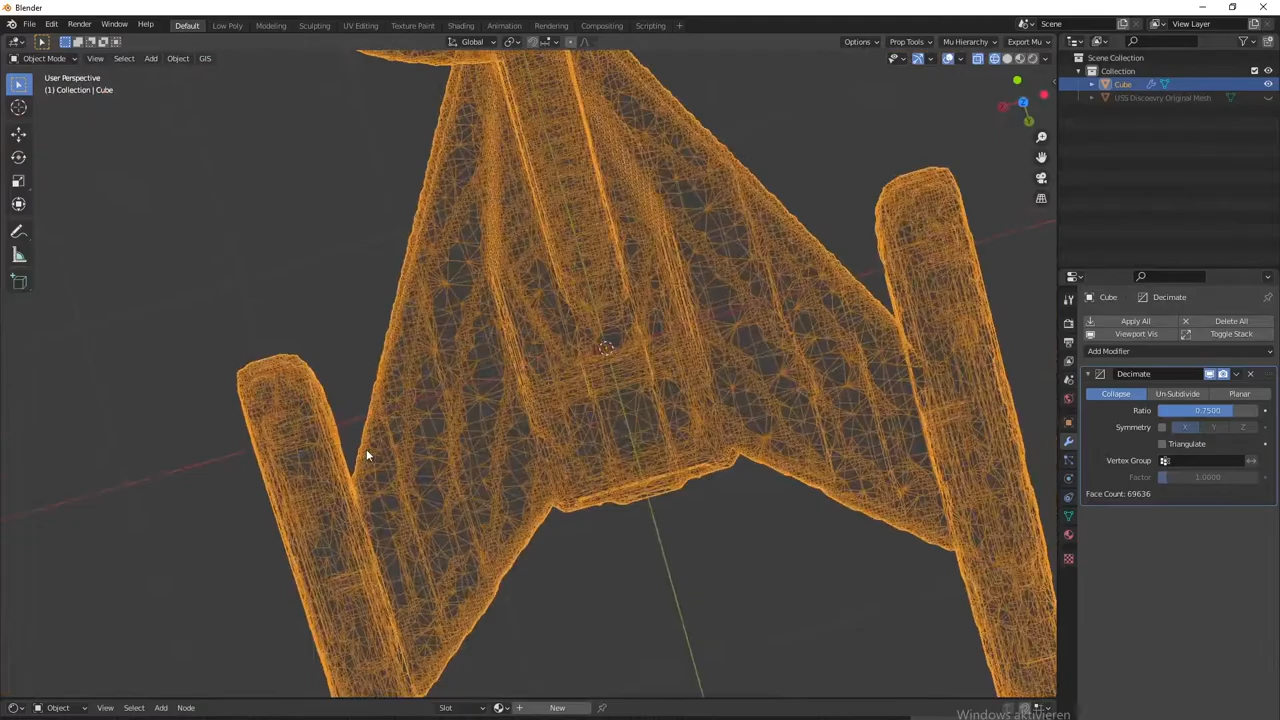 Blender
File Edit Render Window Help Default Low Poly Modeling Sculpting UV Editing Texture Paint Shading Animation Rendering Compositing Scripting + Scene View Layer
Global Options Prop Tools Mu Hierarchy Export Mu
Object Mode View Select Add Object GIS
User Perspective
(1) Collection | Cube
Scene Collection
Collection
Cube
USS Discoevry Original Mesh
Cube Decimate
Apply All Delete All
Viewport Vis Toggle Stack
Add Modifier
Decimate
Collapse Un-Subdivide Planar
Ratio 0.7500
Symmetry X Y Z
Triangulate
Vertex Group
Factor 1.0000
Face Count: 69636
Object View Select Add Node Slot + New
Windows aktivieren